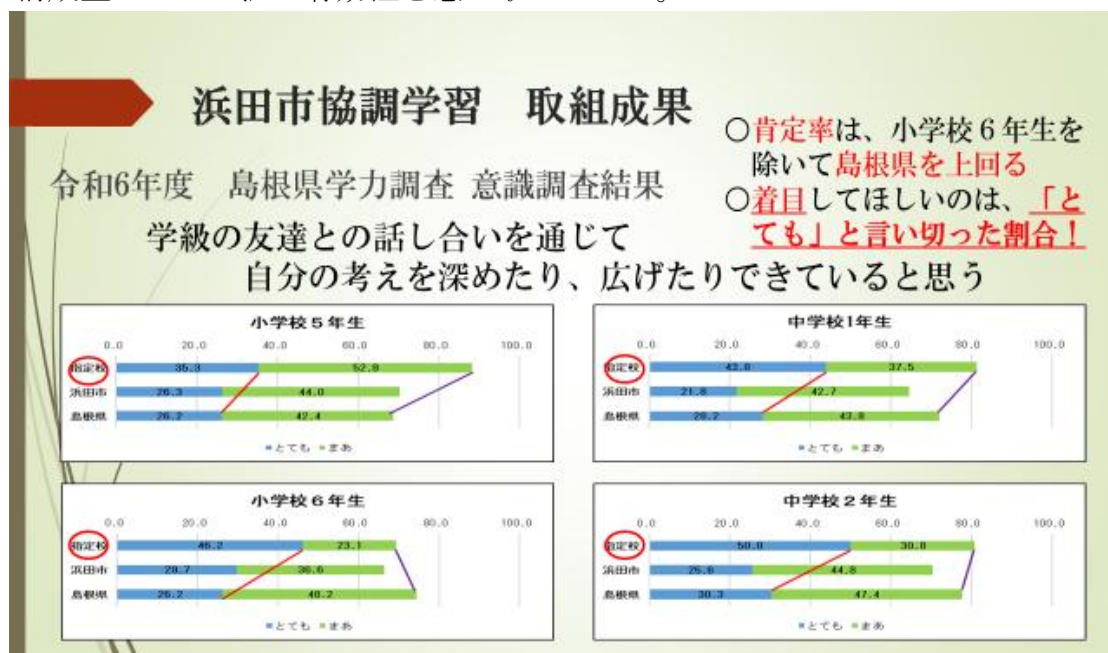 浜田市協調学習　取組成果
○肯定率は、小学校６年生を
除いて島根県を上回る
○着目してほしいのは、「と
ても」と言い切った割合！
令和6年度　島根県学力調査 意識調査結果
学級の友達との話し合いを通じて
自分の考えを深めたり、広げたりできていると思う
小学校５年生
0.0 20.0 40.0 60.0 80.0 100.0
指定校 35.3 52.9
浜田市 26.3 44.0
島根県 26.2 42.4
■とても ■まあ
中学校1年生
0.0 20.0 40.0 60.0 80.0 100.0
指定校 37.5
浜田市 21.8 42.7
島根県 28.2 43.8
■とても ■まあ
小学校６年生
0.0 20.0 40.0 60.0 80.0 100.0
指定校 46.2 23.1
浜田市 36.6
島根県 26.2
■とても ■まあ
中学校２年生
0.0 20.0 40.0 60.0 80.0 100.0
指定校 50.0 30.8
浜田市 25.6 44.8
島根県 30.3 47.4
■とても ■まあ